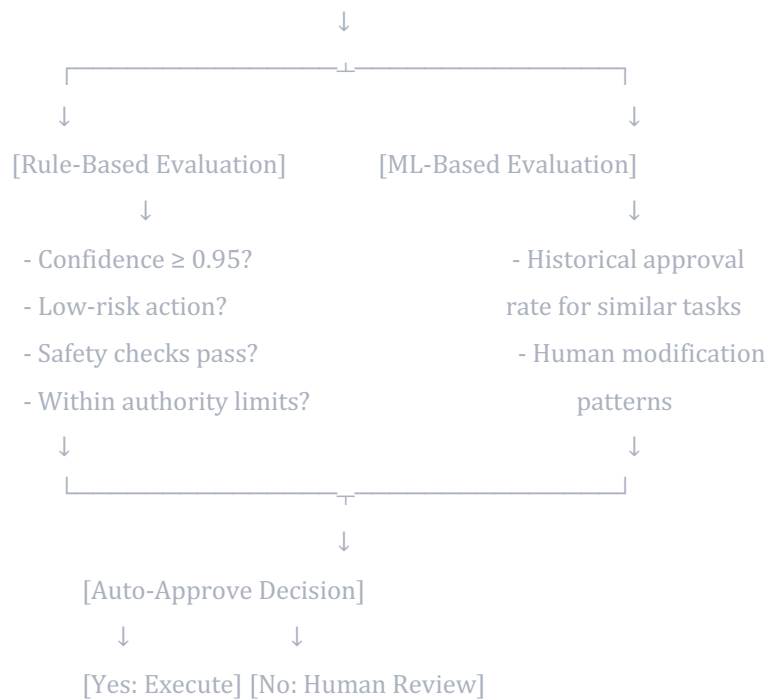 ↓
┌─────────────────┴─────────────────┐
↓ ↓
[Rule-Based Evaluation] [ML-Based Evaluation]
↓ ↓
- Confidence ≥ 0.95? - Historical approval
- Low-risk action? rate for similar tasks
- Safety checks pass? - Human modification
- Within authority limits? patterns
↓ ↓
└─────────────────┬─────────────────┘
↓
[Auto-Approve Decision]
↓ ↓
[Yes: Execute] [No: Human Review]